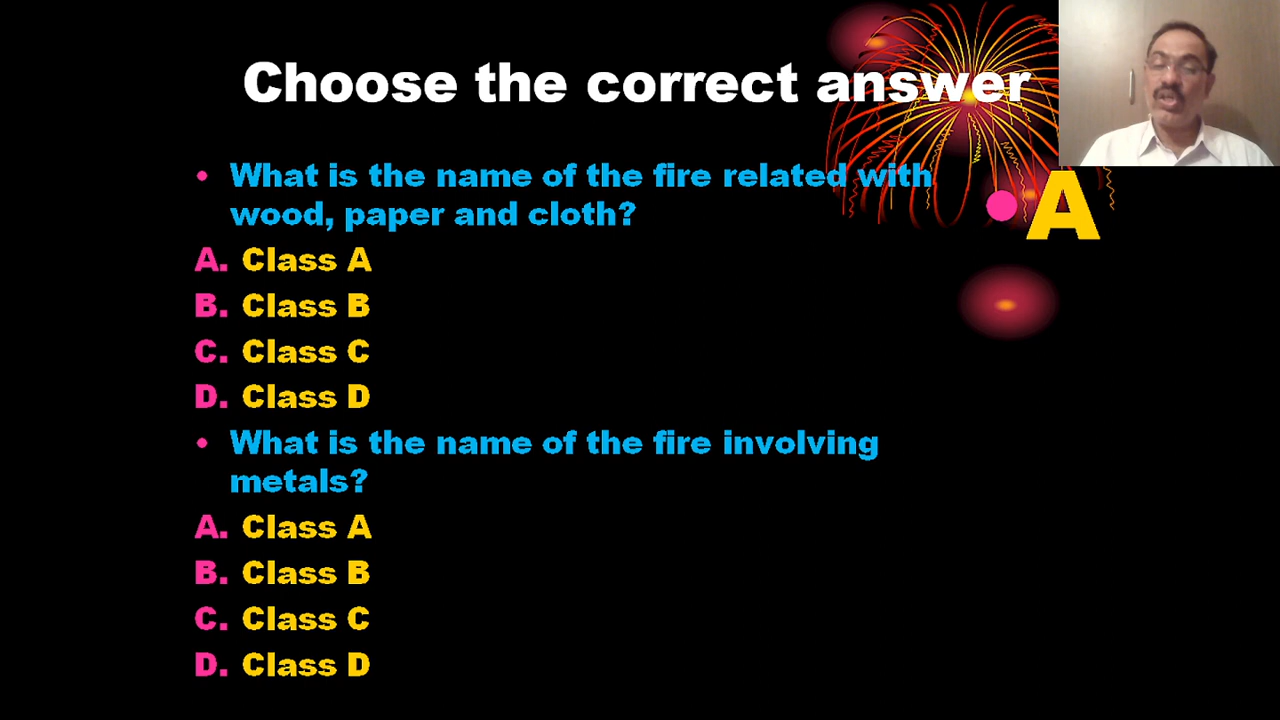 Choose the correct answer
• What is the name of the fire related with
wood, paper and cloth?
• A
A. Class A
B. Class B
C. Class C
D. Class D
• What is the name of the fire involving
metals?
A. Class A
B. Class B
C. Class C
D. Class D